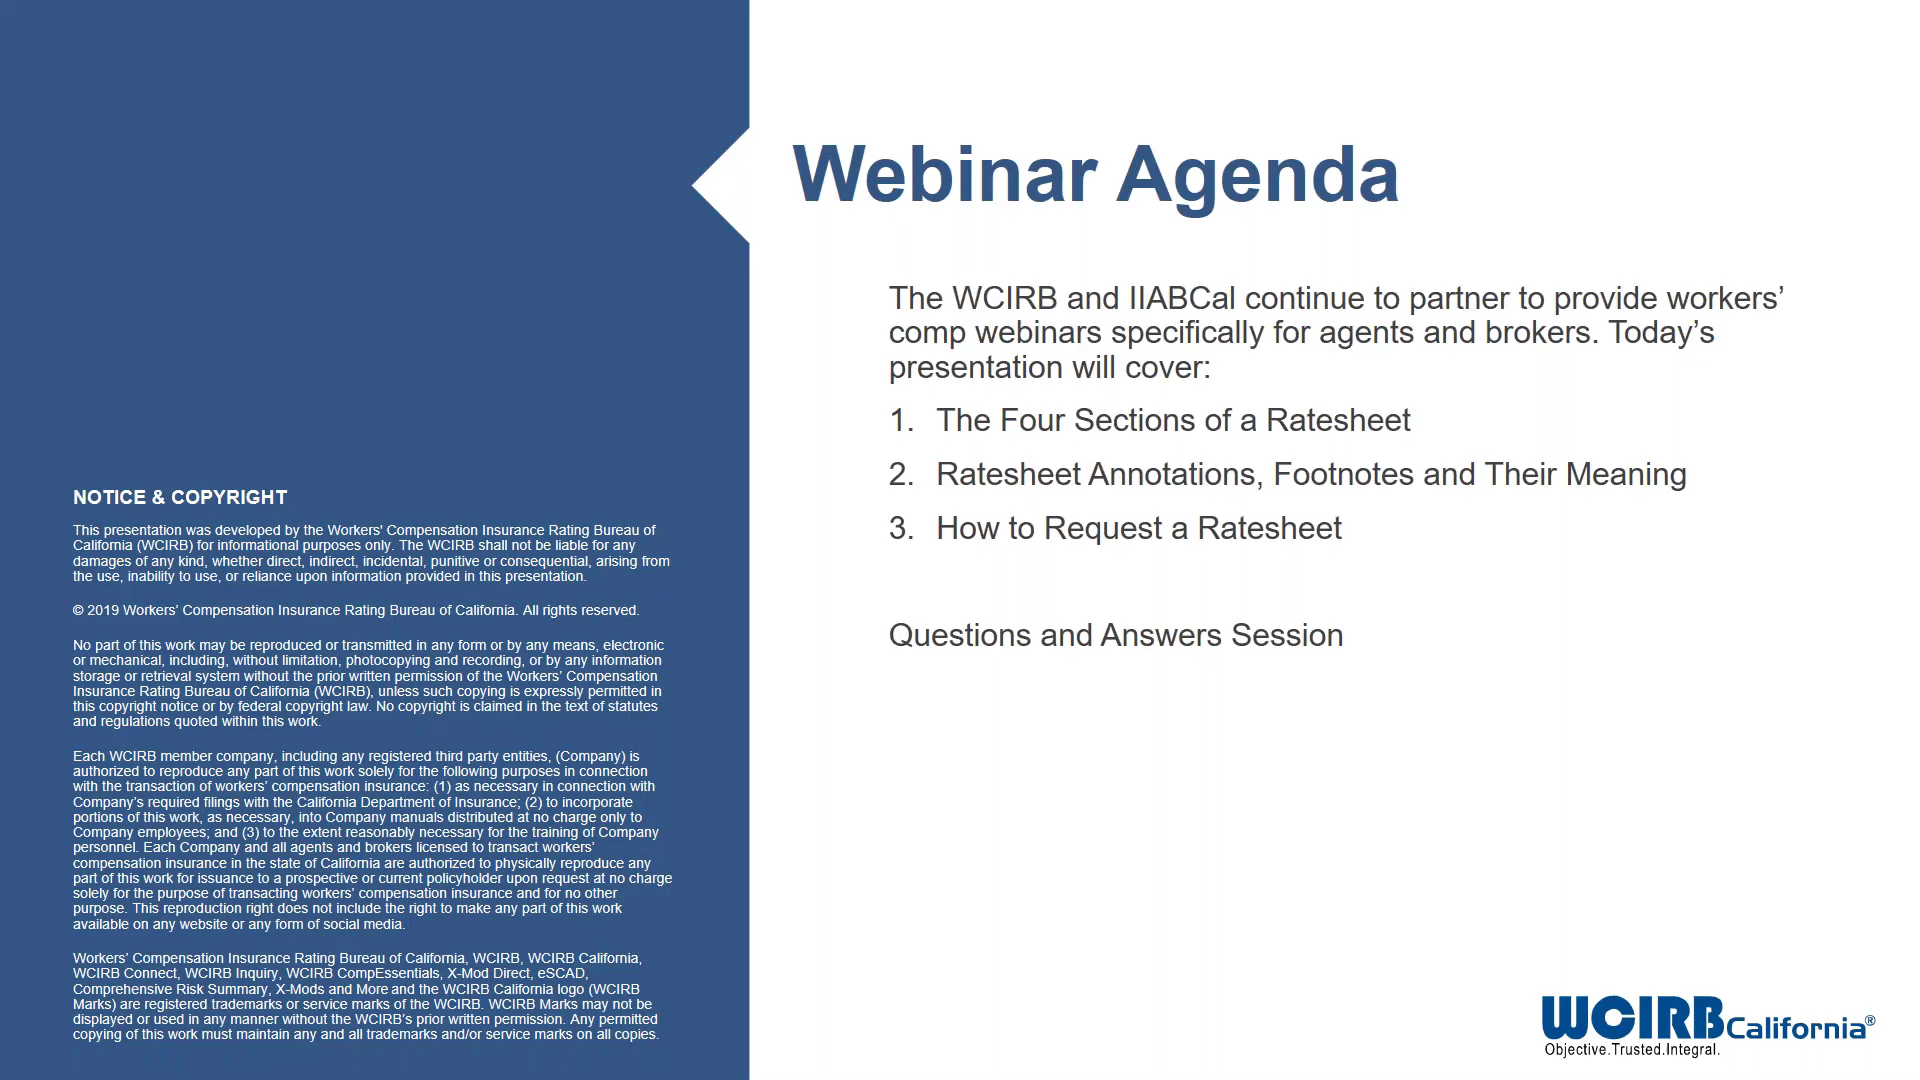 Webinar Agenda
The WCIRB and IIABCal continue to partner to provide workers’
comp webinars specifically for agents and brokers. Today’s
presentation will cover:
1. The Four Sections of a Ratesheet
2. Ratesheet Annotations, Footnotes and Their Meaning
3. How to Request a Ratesheet
Questions and Answers Session
NOTICE & COPYRIGHT
This presentation was developed by the Workers' Compensation Insurance Rating Bureau of
California (WCIRB) for informational purposes only. The WCIRB shall not be liable for any
damages of any kind, whether direct, indirect, incidental, punitive or consequential, arising from
the use, inability to use, or reliance upon information provided in this presentation.
© 2019 Workers’ Compensation Insurance Rating Bureau of California. All rights reserved.
No part of this work may be reproduced or transmitted in any form or by any means, electronic
or mechanical, including, without limitation, photocopying and recording, or by any information
storage or retrieval system without the prior written permission of the Workers’ Compensation
Insurance Rating Bureau of California (WCIRB), unless such copying is expressly permitted in
this copyright notice or by federal copyright law. No copyright is claimed in the text of statutes
and regulations quoted within this work.
Each WCIRB member company, including any registered third party entities, (Company) is
authorized to reproduce any part of this work solely for the following purposes in connection
with the transaction of workers’ compensation insurance: (1) as necessary in connection with
Company’s required filings with the California Department of Insurance; (2) to incorporate
portions of this work, as necessary, into Company manuals distributed at no charge only to
Company employees; and (3) to the extent reasonably necessary for the training of Company
personnel. Each Company and all agents and brokers licensed to transact workers’
compensation insurance in the state of California are authorized to physically reproduce any
part of this work for issuance to a prospective or current policyholder upon request at no charge
solely for the purpose of transacting workers’ compensation insurance and for no other
purpose. This reproduction right does not include the right to make any part of this work
available on any website or any form of social media.
Workers’ Compensation Insurance Rating Bureau of California, WCIRB, WCIRB California,
WCIRB Connect, WCIRB Inquiry, WCIRB CompEssentials, X-Mod Direct, eSCAD,
Comprehensive Risk Summary, X-Mods and More and the WCIRB California logo (WCIRB
Marks) are registered trademarks or service marks of the WCIRB. WCIRB Marks may not be
displayed or used in any manner without the WCIRB’s prior written permission. Any permitted
copying of this work must maintain any and all trademarks and/or service marks on all copies.
WCIRBCalifornia®
Objective.Trusted.Integral.